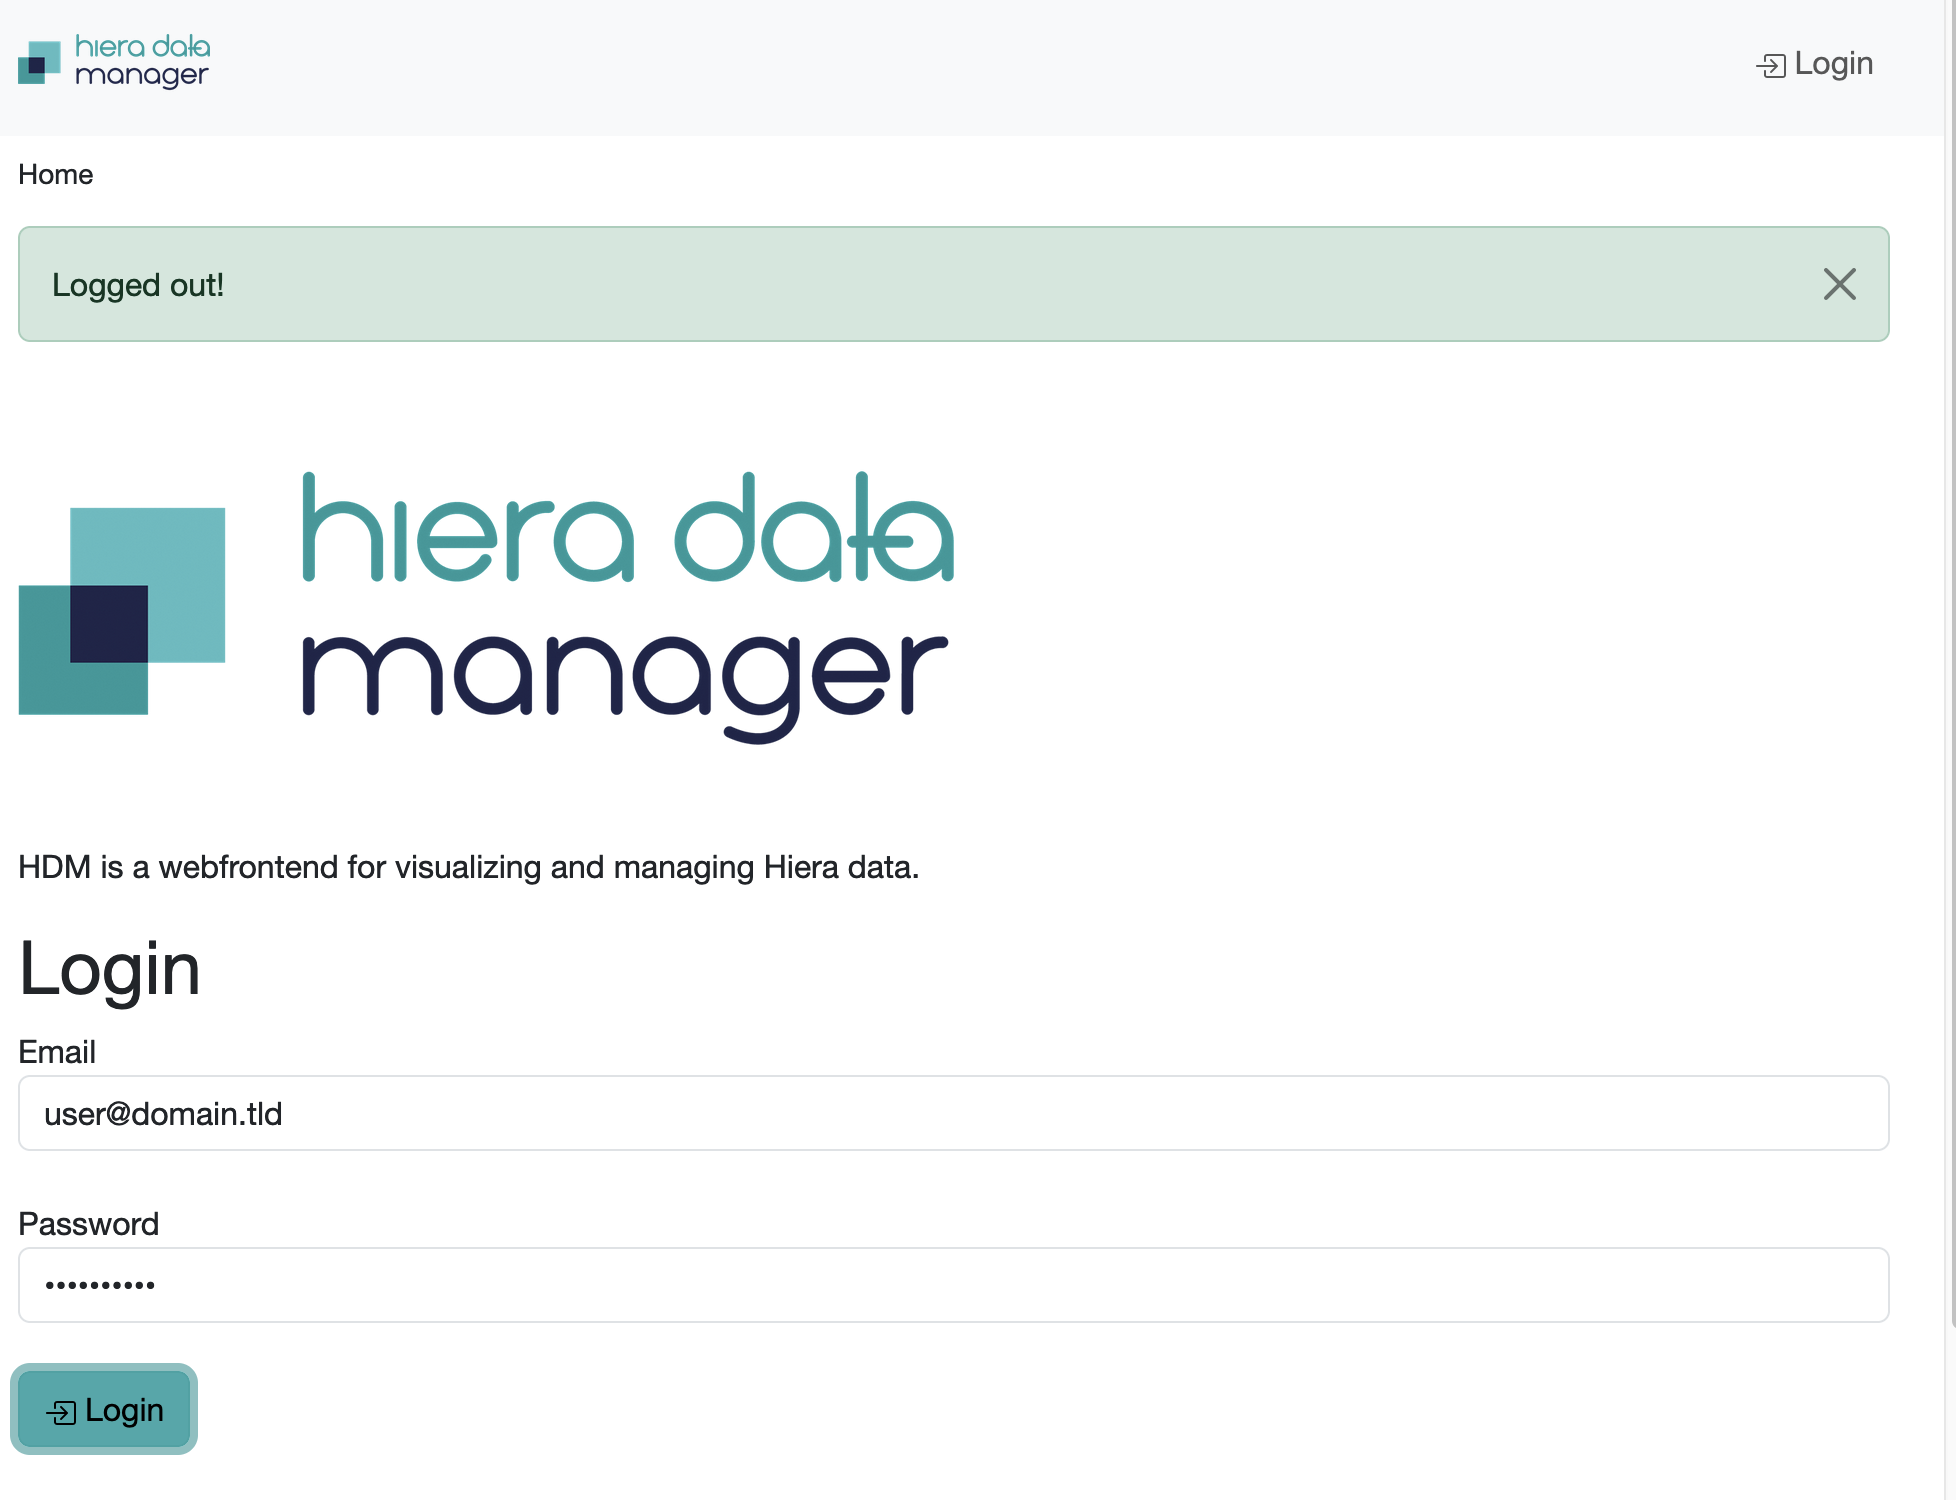 hiera data
manager
Login
Home
Logged out!
hiera data
manager
HDM is a webfrontend for visualizing and managing Hiera data.
Login
Email
user@domain.tld
Password
••••••••••
Login